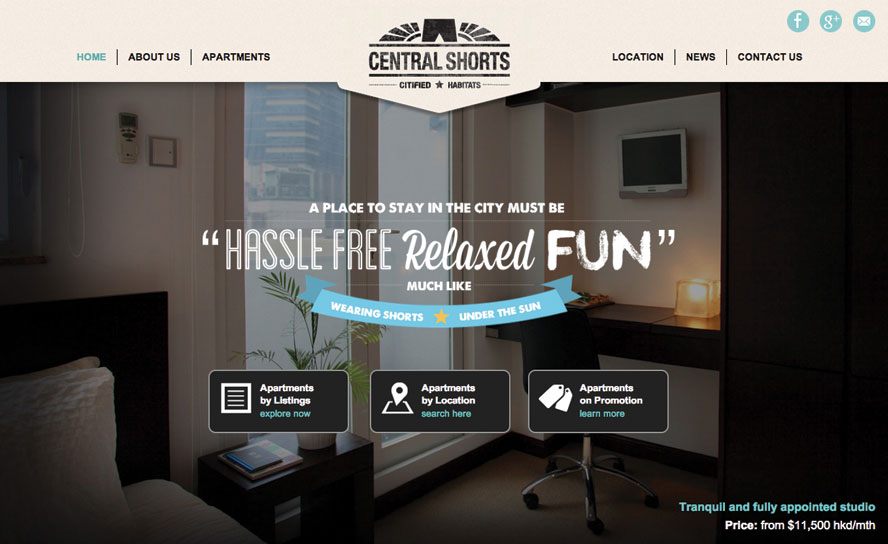 HOME
ABOUT US
APARTMENTS
CENTRAL SHORTS
CITIFIED ★ HABITATS
LOCATION
NEWS
CONTACT US
f
g+
A PLACE TO STAY IN THE CITY MUST BE
“HASSLE FREE Relaxed FUN”
MUCH LIKE
WEARING SHORTS ★ UNDER THE SUN
Apartments
by Listings
explore now
Apartments
by Location
search here
Apartments
on Promotion
learn more
Tranquil and fully appointed studio
Price: from $11,500 hkd/mth